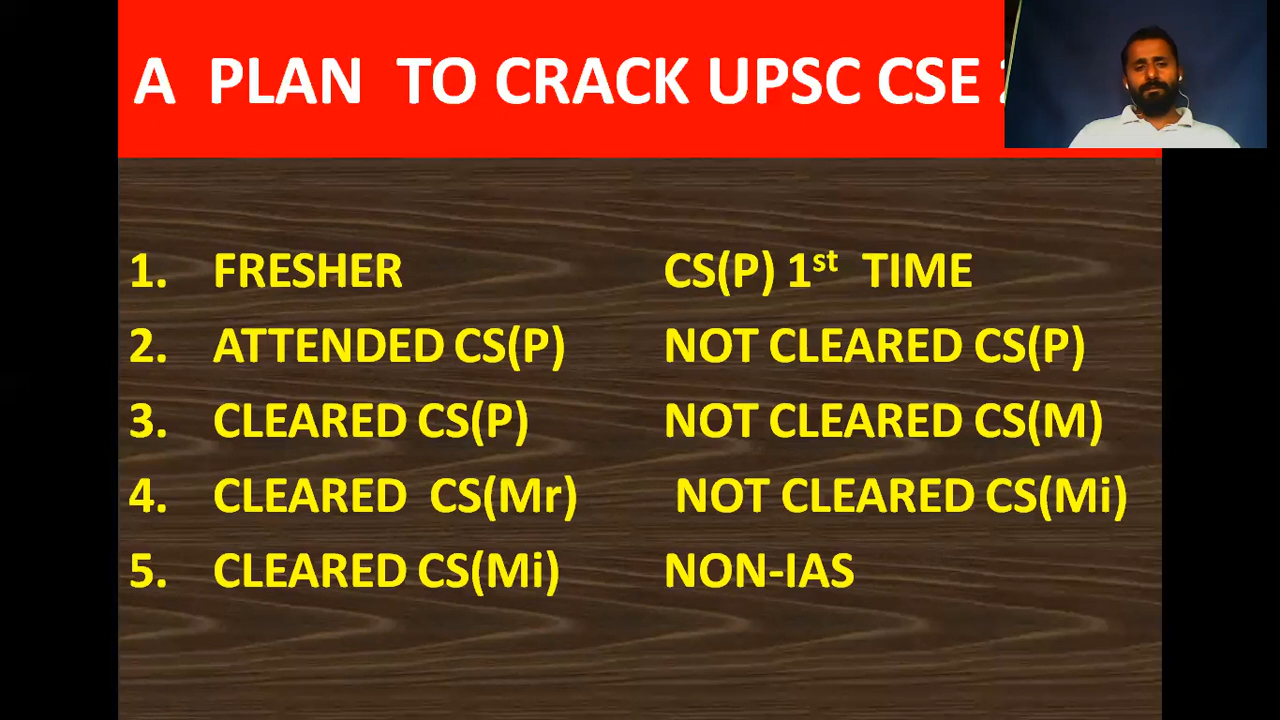 A PLAN TO CRACK UPSC CSE
1. FRESHER CS(P) 1st TIME
2. ATTENDED CS(P) NOT CLEARED CS(P)
3. CLEARED CS(P) NOT CLEARED CS(M)
4. CLEARED CS(Mr) NOT CLEARED CS(Mi)
5. CLEARED CS(Mi) NON-IAS